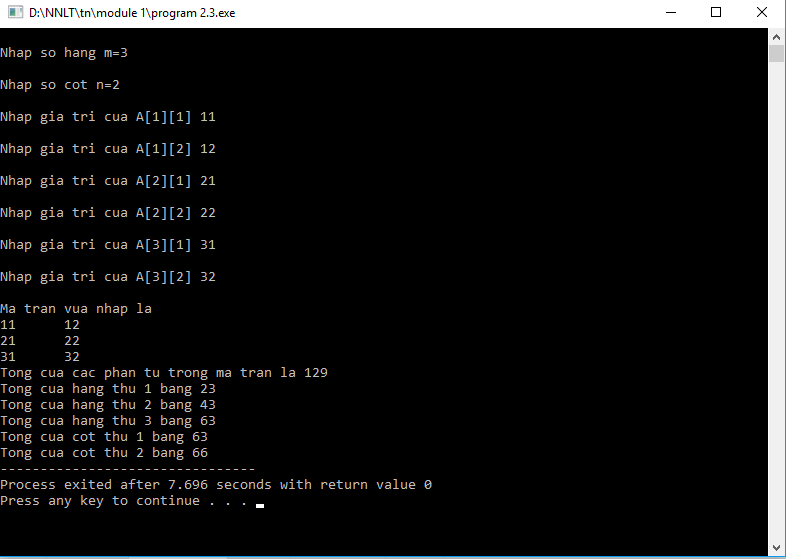 D:\NNLT\tn\module 1\program 2.3.exe
Nhap so hang m=3
Nhap so cot n=2
Nhap gia tri cua A[1][1] 11
Nhap gia tri cua A[1][2] 12
Nhap gia tri cua A[2][1] 21
Nhap gia tri cua A[2][2] 22
Nhap gia tri cua A[3][1] 31
Nhap gia tri cua A[3][2] 32
Ma tran vua nhap la
11      12
21      22
31      32
Tong cua cac phan tu trong ma tran la 129
Tong cua hang thu 1 bang 23
Tong cua hang thu 2 bang 43
Tong cua hang thu 3 bang 63
Tong cua cot thu 1 bang 63
Tong cua cot thu 2 bang 66
--------------------------------
Process exited after 7.696 seconds with return value 0
Press any key to continue . . .